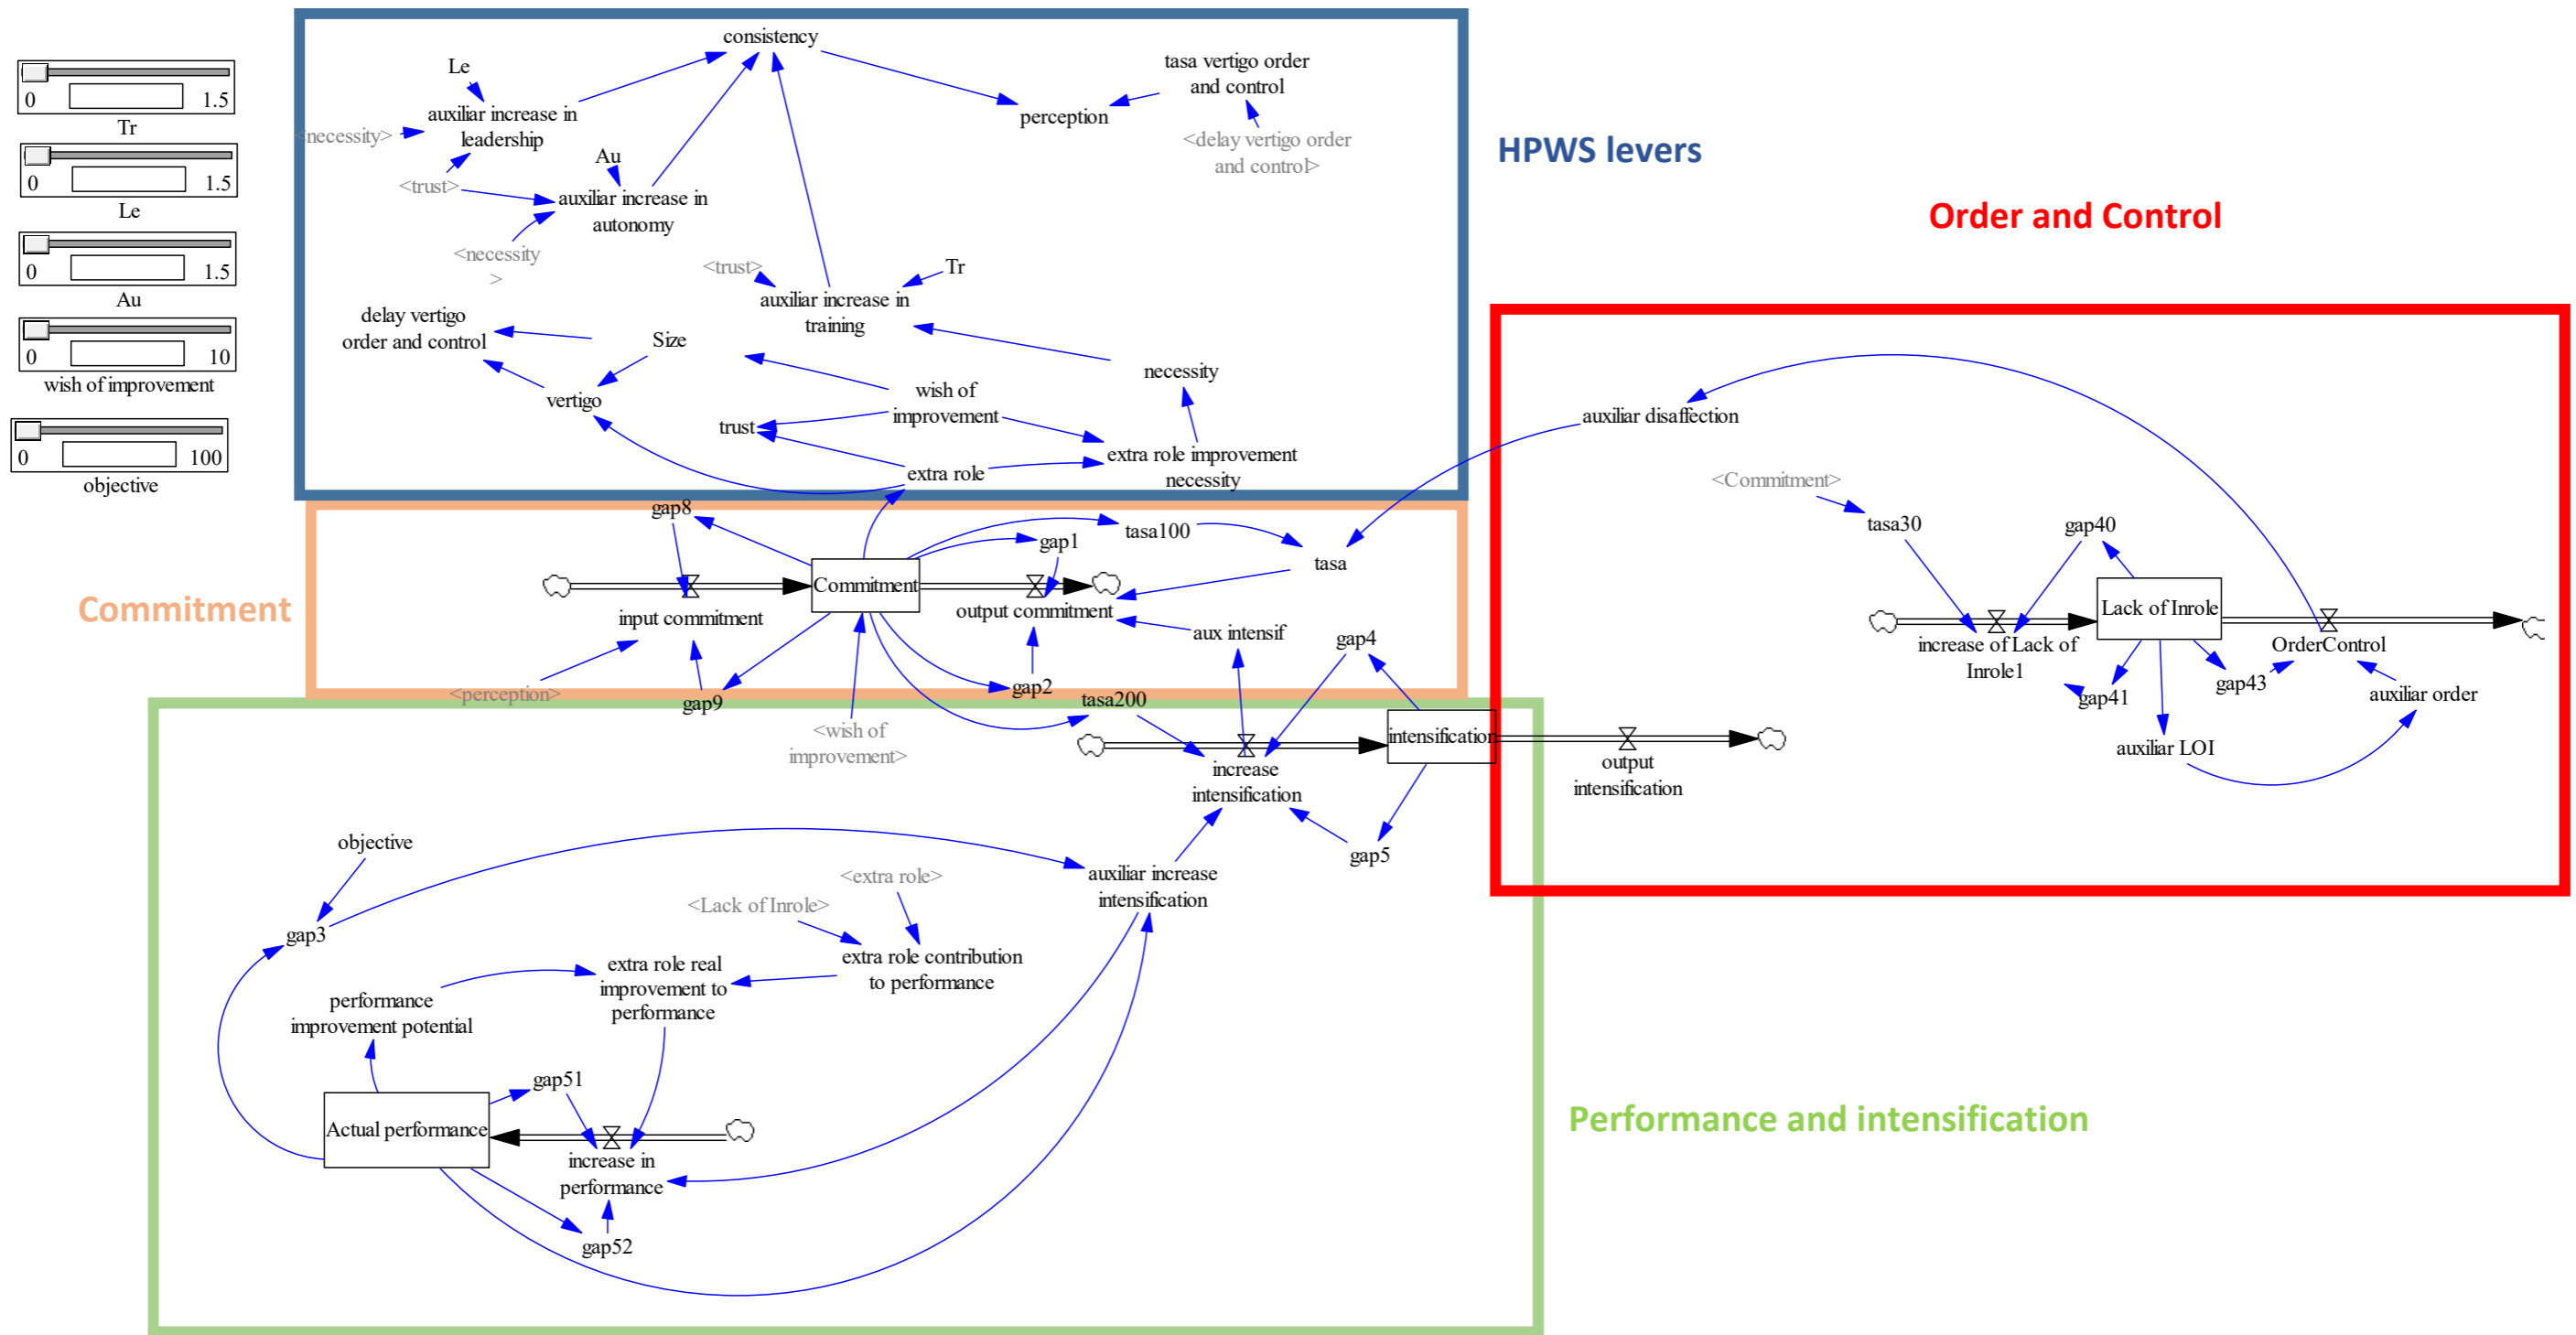 0 1.5
Tr
0 1.5
Le
0 1.5
Au
0 10
wish of improvement
0 100
objective
consistency
Le
tasa vertigo order
and control
auxiliar increase in
leadership
perception
<necessity>
<delay vertigo order
and control>
Au
<trust>
auxiliar increase in
autonomy
<necessity
>
<trust>
Tr
auxiliar increase in
training
delay vertigo
order and control
Size
necessity
wish of
improvement
vertigo
trust
extra role improvement
necessity
extra role
HPWS levers
Order and Control
auxiliar disaffection
<Commitment>
tasa30
gap40
Lack of Inrole
increase of Lack of
Inrole1
OrderControl
gap41
gap43
auxiliar order
auxiliar LOI
Commitment
gap8
tasa100
gap1
tasa
Commitment
input commitment
output commitment
aux intensif
gap4
<perception>
gap9
gap2
tasa200
<wish of
improvement>
intensification
increase
intensification
output
intensification
gap5
objective
auxiliar increase
intensification
<extra role>
<Lack of Inrole>
gap3
extra role real
improvement to
performance
extra role contribution
to performance
performance
improvement potential
gap51
Actual performance
increase in
performance
gap52
Performance and intensification